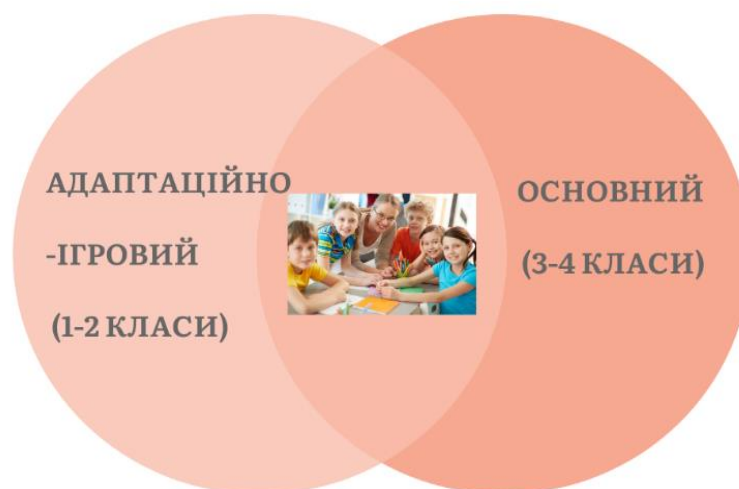 АДАПТАЦІЙНО
-ІГРОВИЙ
(1-2 КЛАСИ)
ОСНОВНИЙ
(3-4 КЛАСИ)